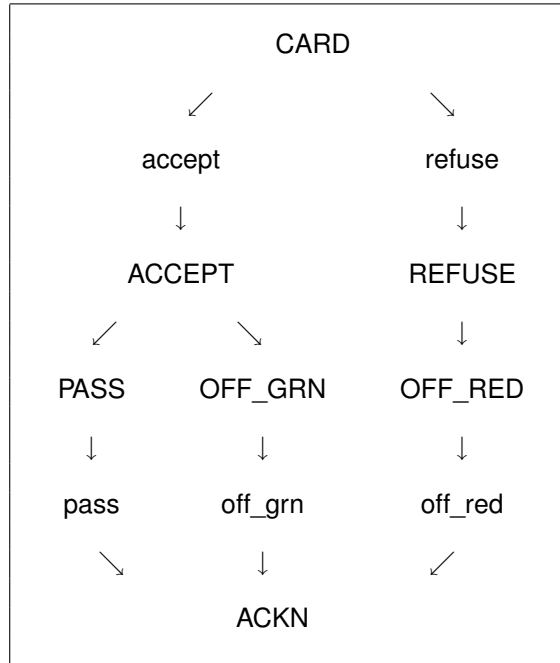 CARD
↙ ↘
accept refuse
↓ ↓
ACCEPT REFUSE
↙ ↘ ↓
PASS OFF_GRN OFF_RED
↓ ↓ ↓
pass off_grn off_red
↘ ↓ ↙
ACKN